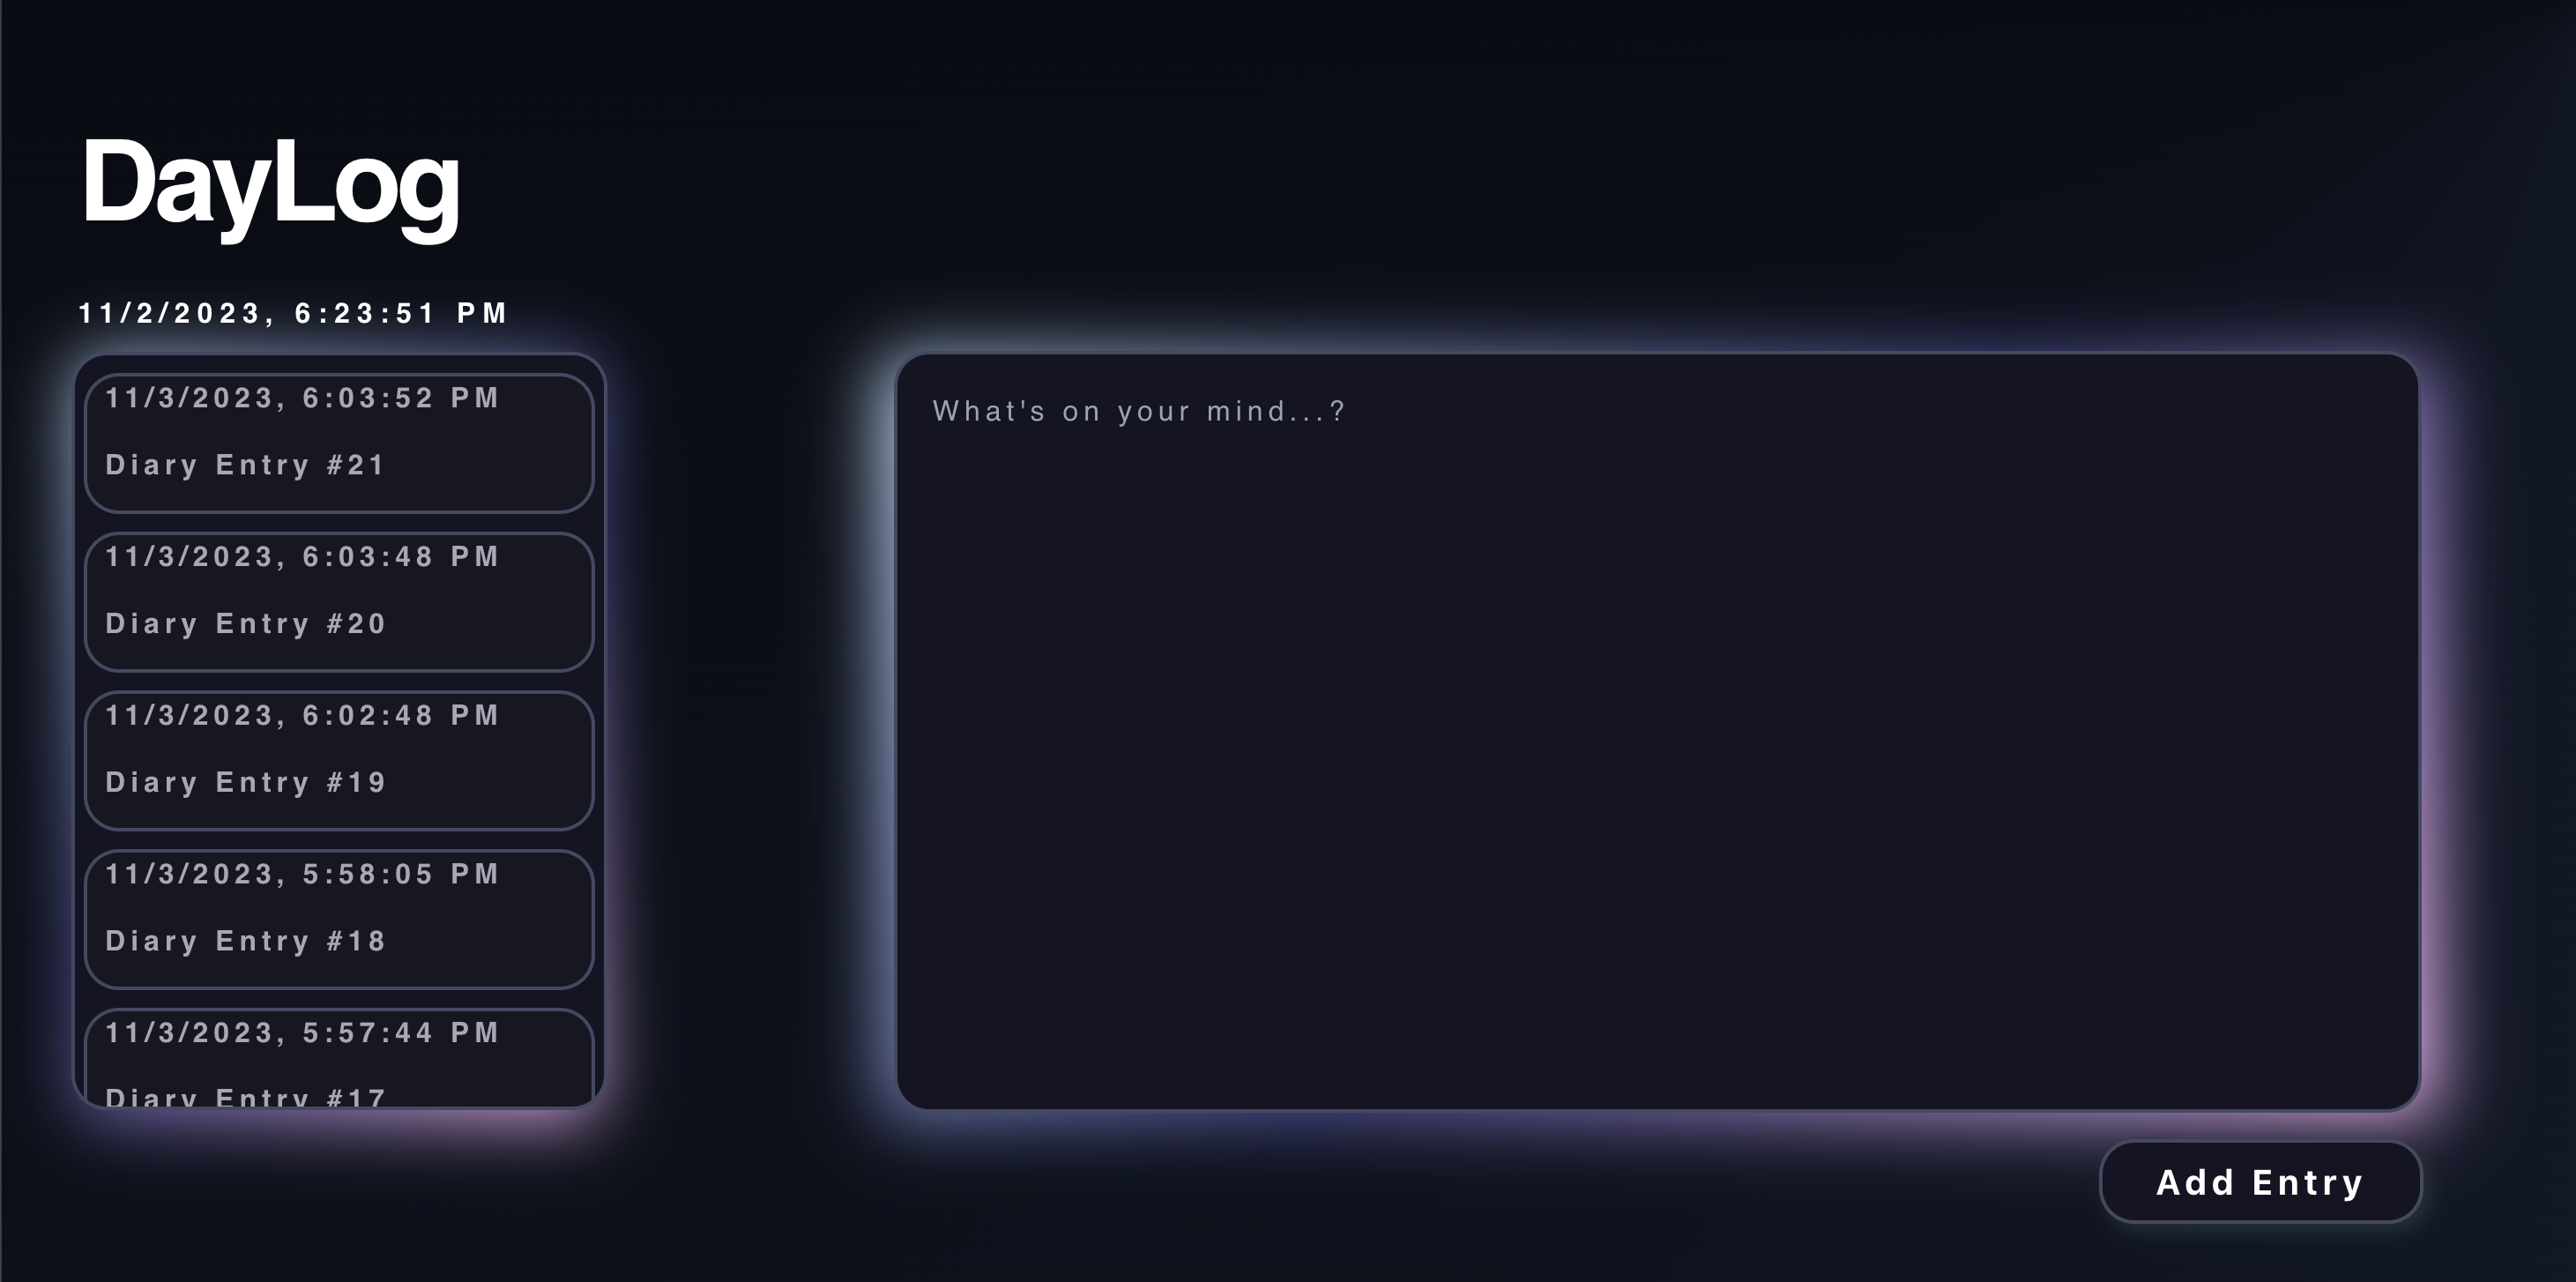 DayLog
11/2/2023, 6:23:51 PM
11/3/2023, 6:03:52 PM
Diary Entry #21
11/3/2023, 6:03:48 PM
Diary Entry #20
11/3/2023, 6:02:48 PM
Diary Entry #19
11/3/2023, 5:58:05 PM
Diary Entry #18
11/3/2023, 5:57:44 PM
Diary Entry #17
What's on your mind...?
Add Entry